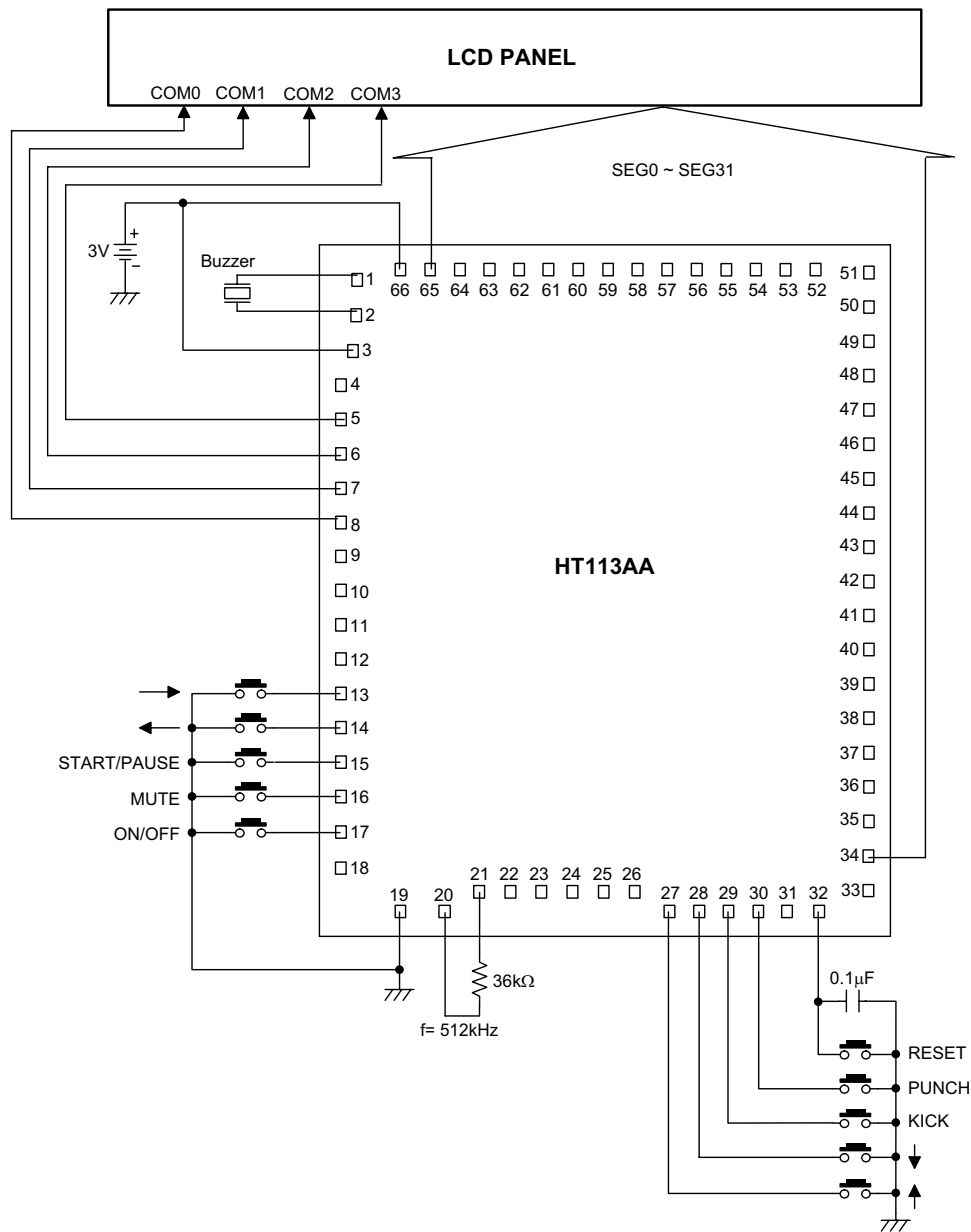 LCD PANEL
COM0 COM1 COM2 COM3
SEG0 ~ SEG31
+
3V
−
Buzzer
1
2
3
4
5
6
7
8
9
10
11
12
13
14
START/PAUSE 15
MUTE 16
ON/OFF 17
18
66 65 64 63 62 61 60 59 58 57 56 55 54 53 52
51
50
49
48
47
46
45
44
43
42
41
40
39
38
37
36
35
34
33
HT113AA
19 20 21 22 23 24 25 26 27 28 29 30 31 32
36kΩ
f= 512kHz
0.1μF
RESET
PUNCH
KICK